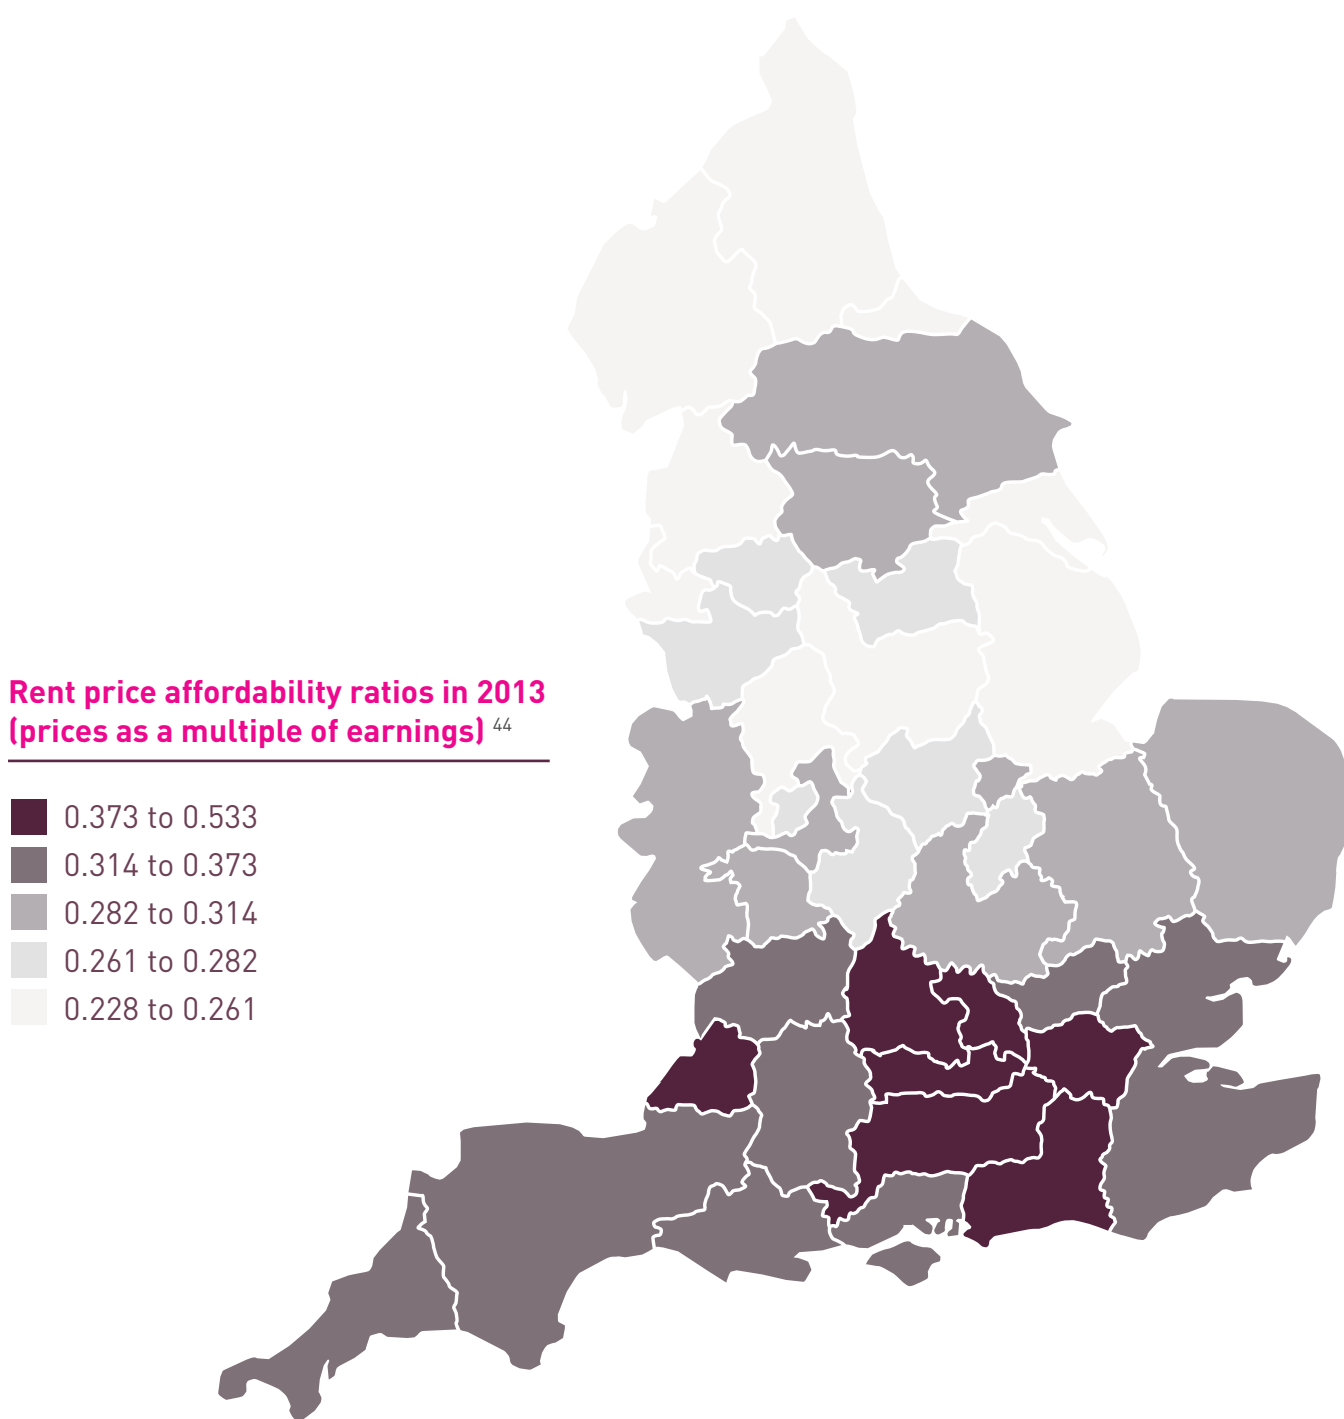 Rent price affordability ratios in 2013
(prices as a multiple of earnings) 44
0.373 to 0.533
0.314 to 0.373
0.282 to 0.314
0.261 to 0.282
0.228 to 0.261